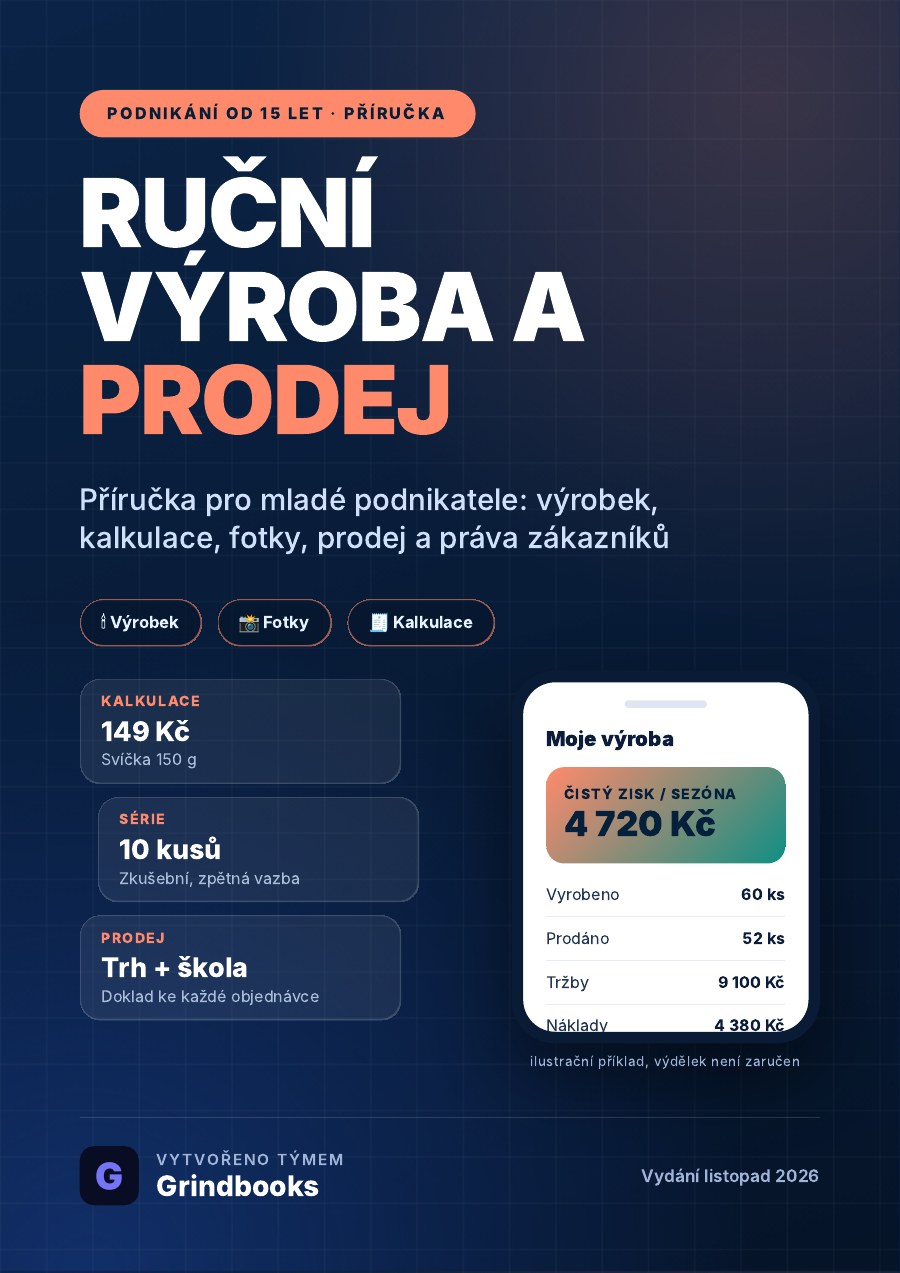 PODNIKÁNÍ OD 15 LET · PŘÍRUČKA
RUČNÍ
VÝROBA A
PRODEJ
Příručka pro mladé podnikatele: výrobek,
kalkulace, fotky, prodej a práva zákazníků
Výrobek
Fotky
Kalkulace
KALKULACE
149 Kč
Svíčka 150 g
SÉRIE
10 kusů
Zkušební, zpětná vazba
PRODEJ
Trh + škola
Doklad ke každé objednávce
Moje výroba
ČISTÝ ZISK / SEZÓNA
4 720 Kč
Vyrobeno 60 ks
Prodáno 52 ks
Tržby 9 100 Kč
Náklady 4 380 Kč
ilustrační příklad, výdělek není zaručen
G
VYTVOŘENO TÝMEM
Grindbooks
Vydání listopad 2026